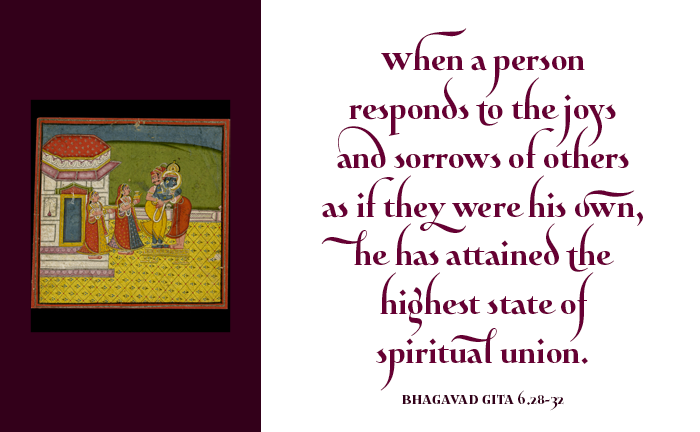 When a person
responds to the joys
and sorrows of others
as if they were his own,
he has attained the
highest state of
spiritual union.
BHAGAVAD GITA 6.28-32